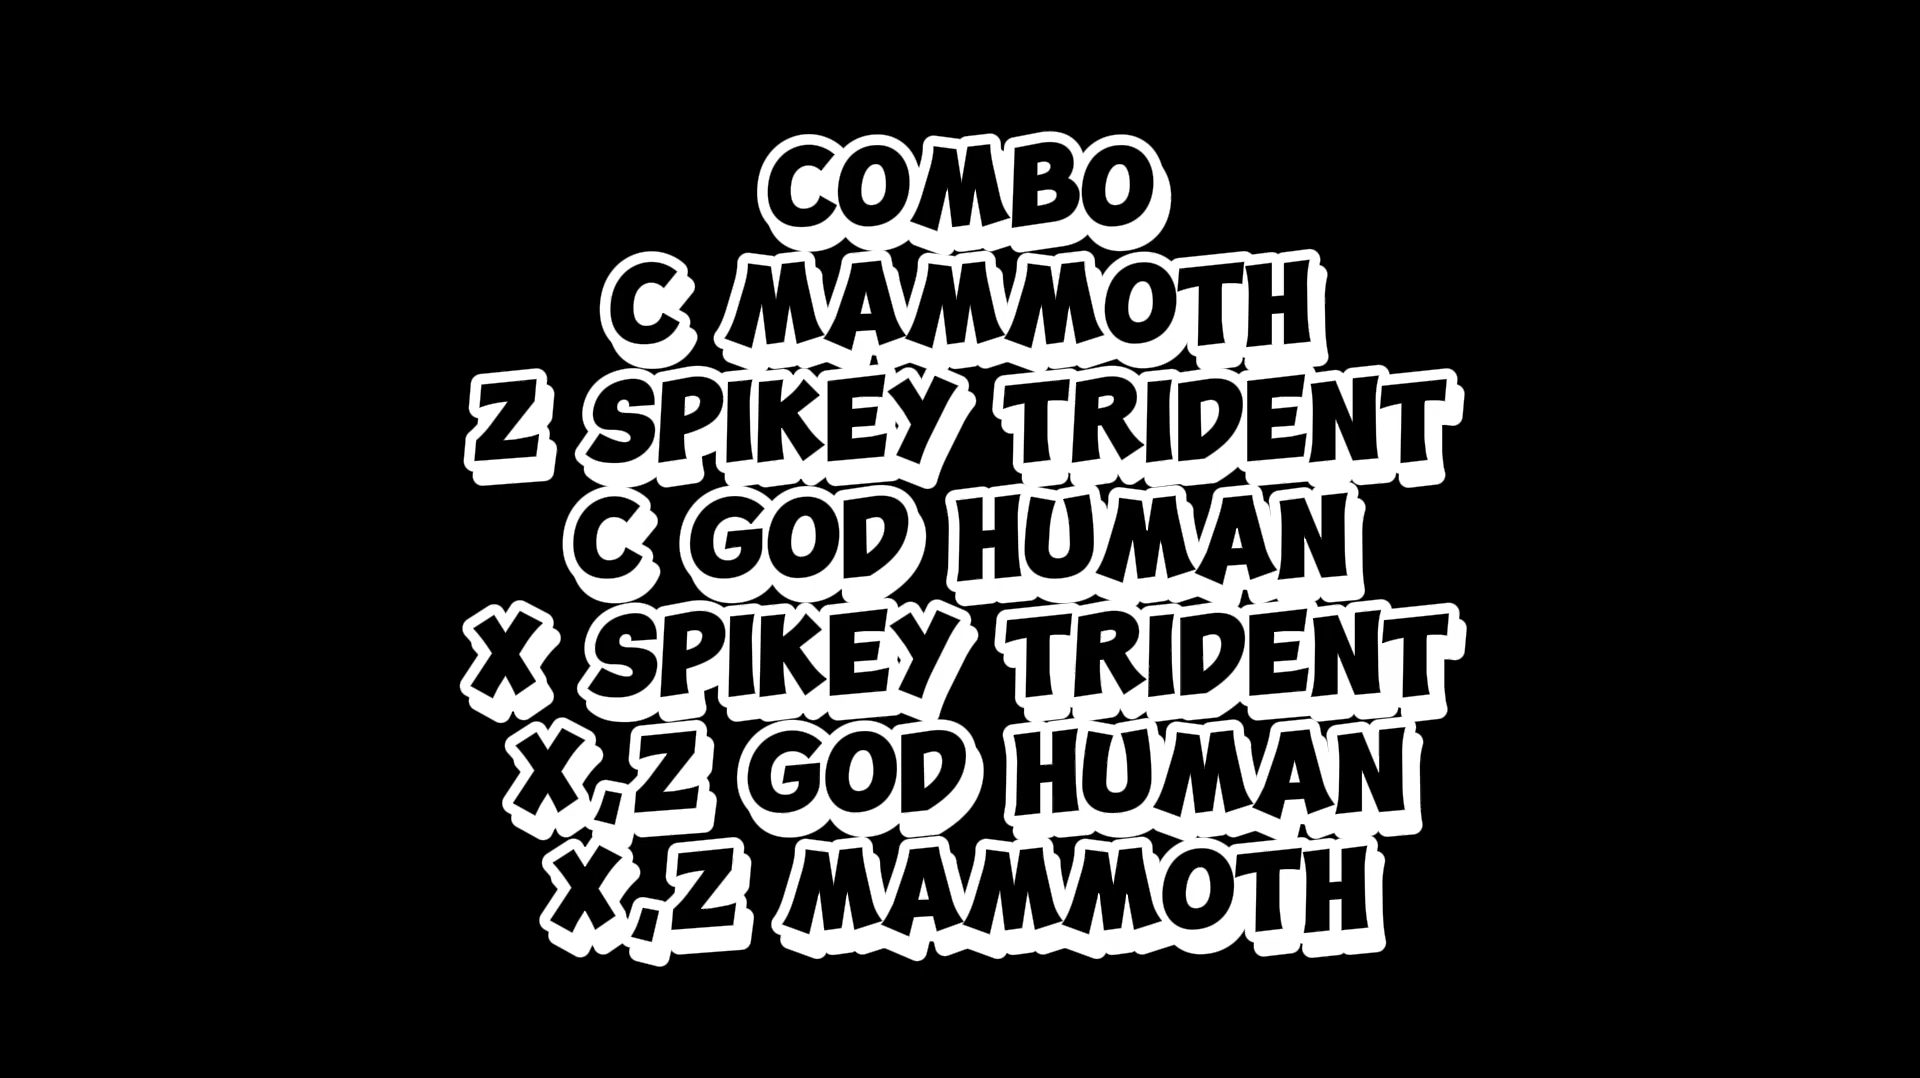 COMBO
C MAMMOTH
Z SPIKEY TRIDENT
C GOD HUMAN
X SPIKEY TRIDENT
X,Z GOD HUMAN
X,Z MAMMOTH